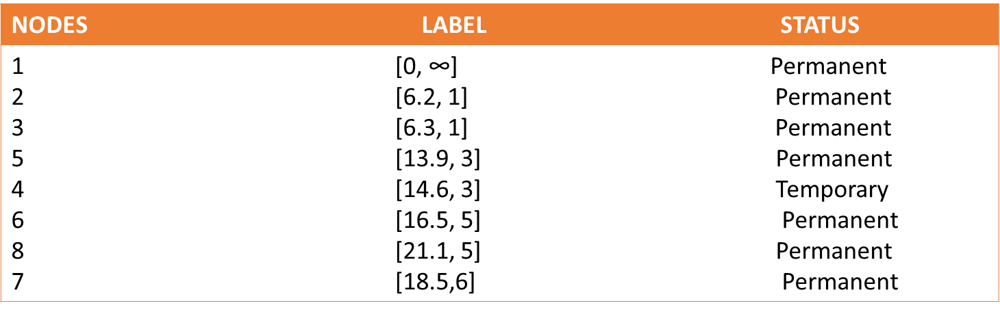 NODES LABEL STATUS
1 [0, ∞] Permanent
2 [6.2, 1] Permanent
3 [6.3, 1] Permanent
5 [13.9, 3] Permanent
4 [14.6, 3] Temporary
6 [16.5, 5] Permanent
8 [21.1, 5] Permanent
7 [18.5,6] Permanent